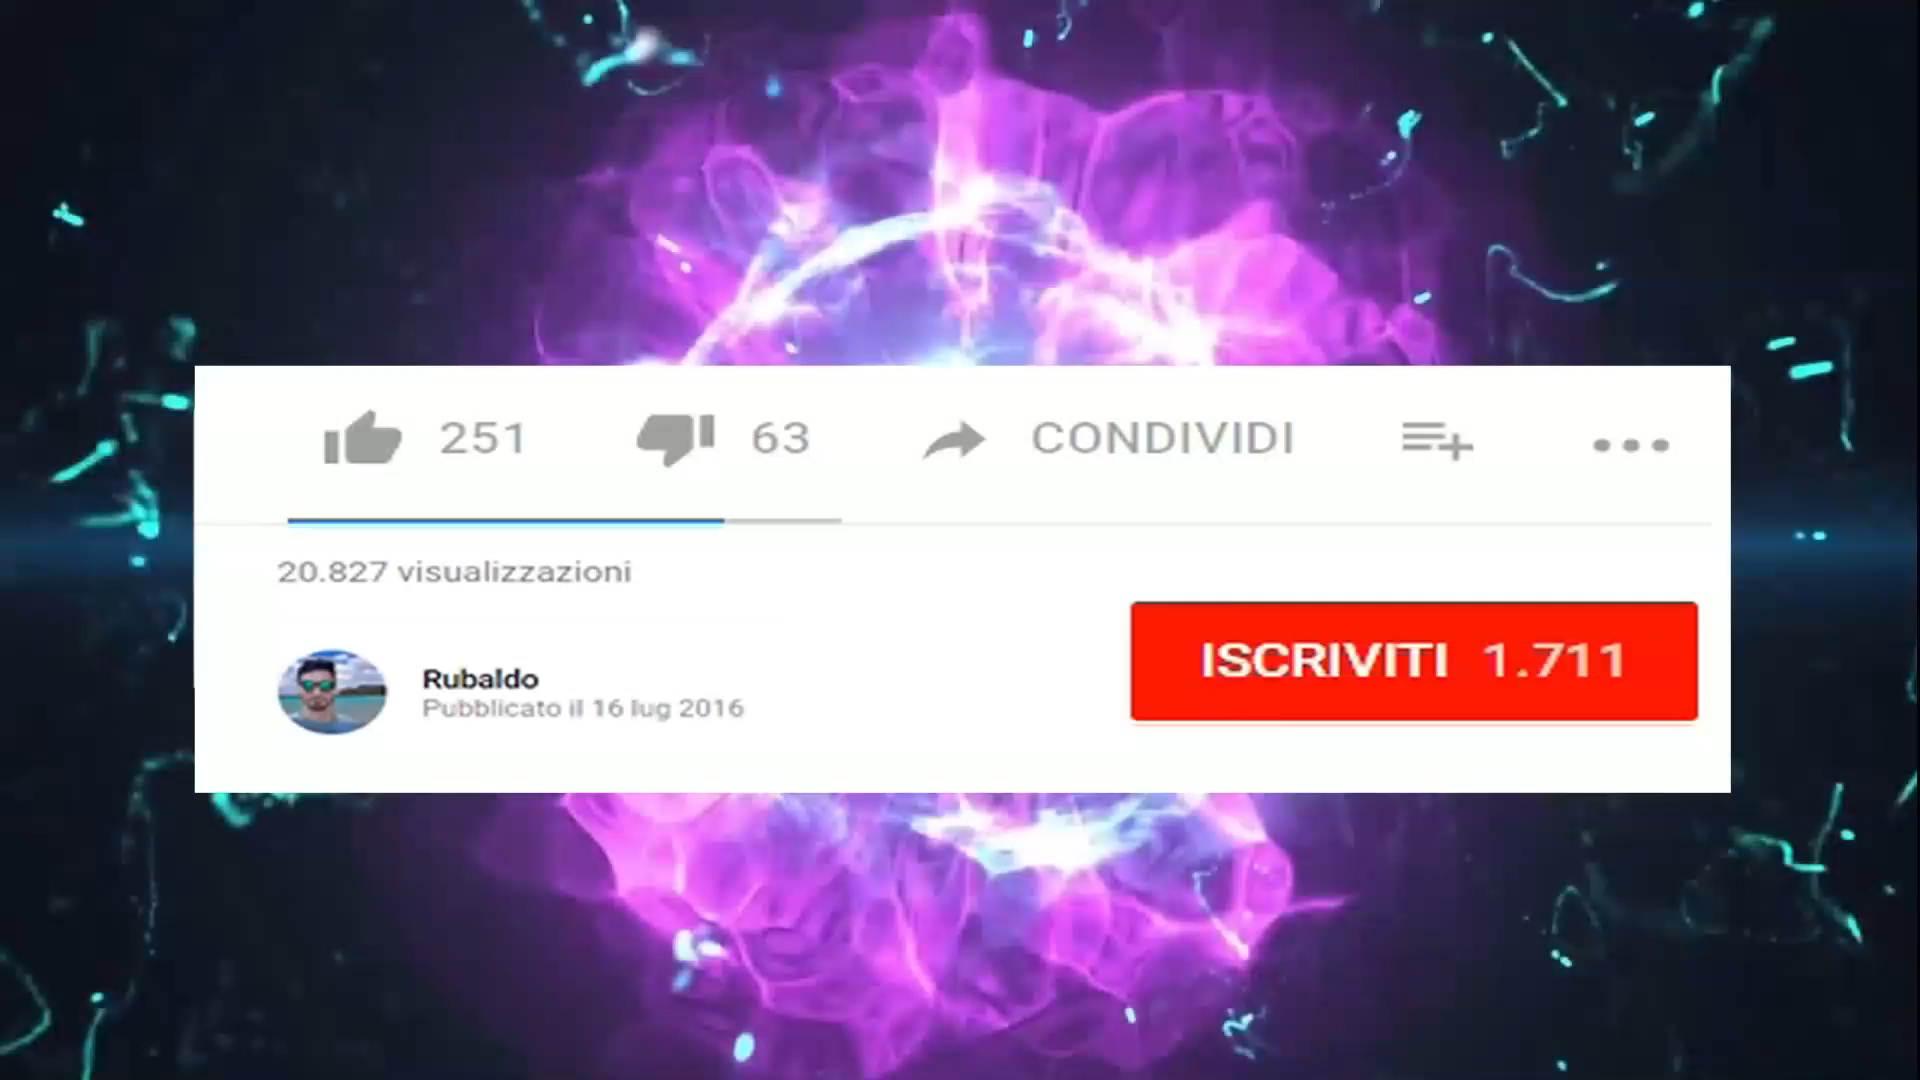 251 63 CONDIVIDI
20.827 visualizzazioni
ISCRIVITI 1.711
Rubaldo
Pubblicato il 16 lug 2016